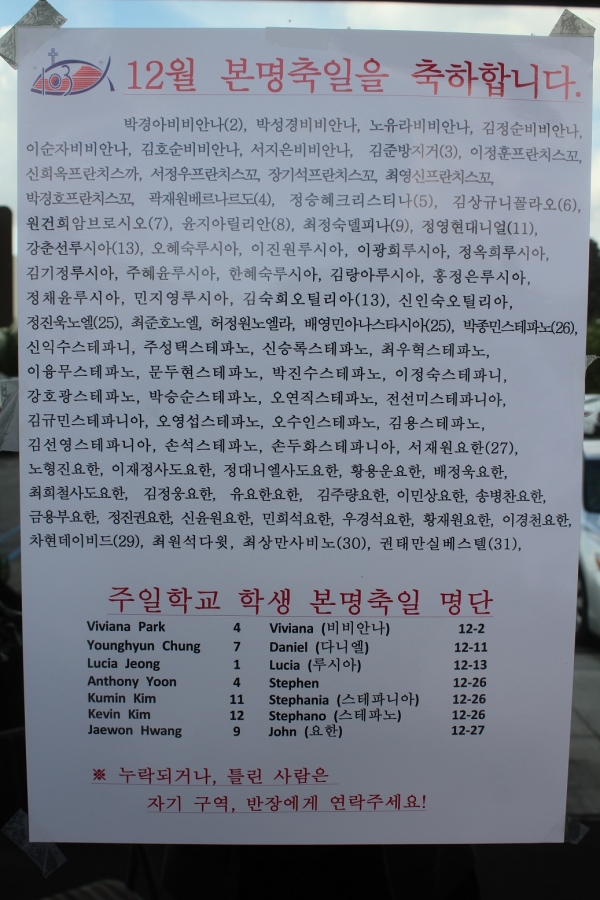 12월 본명축일을 축하합니다.
박경아비비안나(2), 박성경비비안나, 노유라비비안나, 김정순비비안나,
이순자비비안나, 김호순비비안나, 서지은비비안나, 김준방지거(3), 이정훈프란치스꼬,
신희옥프란치스까, 서정우프란치스꼬, 장기석프란치스꼬, 최영신프란치스꼬,
박경호프란치스꼬, 곽재원베르나르도(4), 정승혜크리스티나(5), 김상규니꼴라오(6),
원건희암브로시오(7), 윤지아릴리안(8), 최정숙델피나(9), 정영현대니얼(11),
강춘선루시아(13), 오혜숙루시아, 이진원루시아, 이광희루시아, 정옥희루시아,
김기정루시아, 주혜윤루시아, 한혜숙루시아, 김랑아루시아, 홍정은루시아,
정채윤루시아, 민지영루시아, 김숙희오틸리아(13), 신인숙오틸리아,
정진욱노엘(25), 최준호노엘, 허정원노엘라, 배영민아나스타시아(25), 박종민스테파노(26),
신익수스테파니, 주성택스테파노, 신승록스테파노, 최우혁스테파노,
이융무스테파노, 문두현스테파노, 박진수스테파노, 이정숙스테파니,
강호광스테파노, 박승순스테파노, 오연직스테파노, 전선미스테파니아,
김규민스테파니아, 오영섭스테파노, 오수인스테파노, 김용스테파노,
김선영스테파니아, 손석스테파노, 손두화스테파니아, 서재원요한(27),
노형진요한, 이재정사도요한, 정대니엘사도요한, 황용운요한, 배정욱요한,
최희철사도요한, 김정웅요한, 유요한요한, 김주량요한, 이민상요한, 송병찬요한,
금용부요한, 정진권요한, 신윤원요한, 민희석요한, 우경석요한, 황재원요한, 이경천요한,
차현데이비드(29), 최원석다윗, 최상만사비노(30), 권태만실베스텔(31),
주일학교 학생 본명축일 명단
Viviana Park 4 Viviana (비비안나) 12-2
Younghyun Chung 7 Daniel (다니엘) 12-11
Lucia Jeong 1 Lucia (루시아) 12-13
Anthony Yoon 4 Stephen 12-26
Kumin Kim 11 Stephania (스테파니아) 12-26
Kevin Kim 12 Stephano (스테파노) 12-26
Jaewon Hwang 9 John (요한) 12-27
※ 누락되거나, 틀린 사람은
자기 구역, 반장에게 연락주세요!